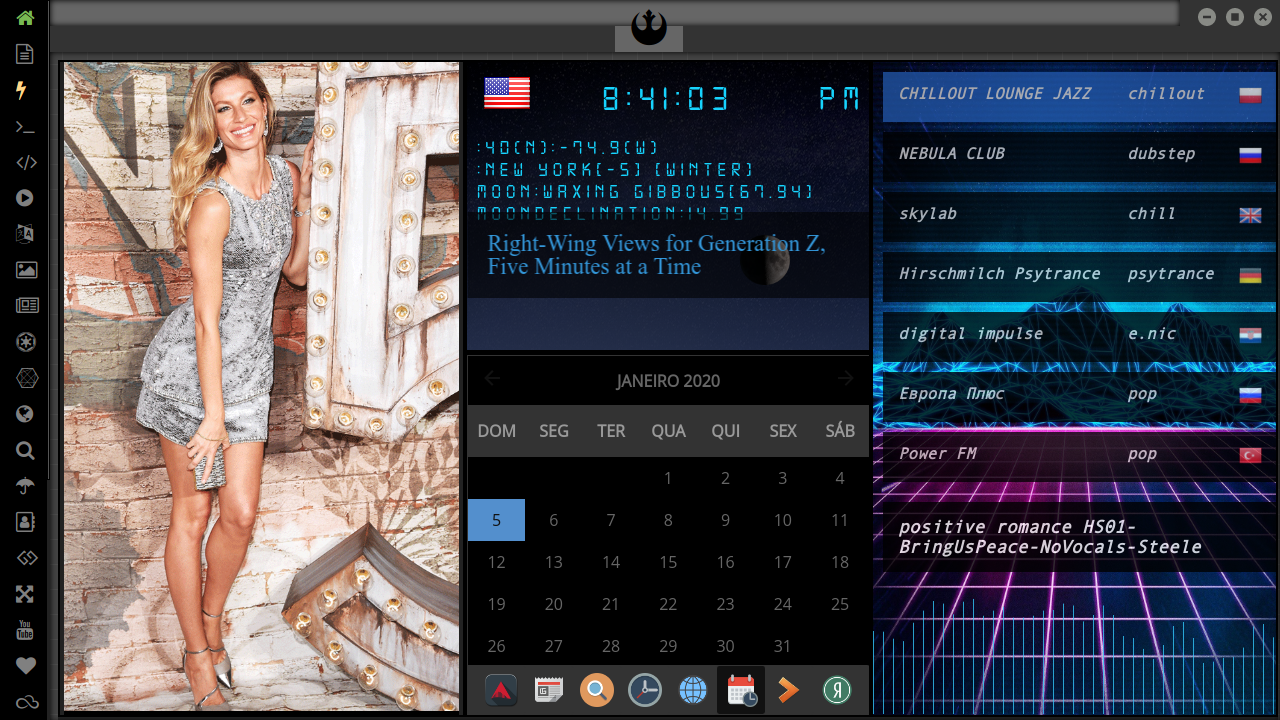 8:41:03 PM
:40(N):-74.9(W)
:NEW YORK[-5] [WINTER]
MOON:WAXING GIBBOUS[67.94]
MOONDECLINATION:14.99
Right-Wing Views for Generation Z,
Five Minutes at a Time
JANEIRO 2020
DOM SEG TER QUA QUI SEX SÁB
1 2 3 4
5 6 7 8 9 10 11
12 13 14 15 16 17 18
19 20 21 22 23 24 25
26 27 28 29 30 31
CHILLOUT LOUNGE JAZZ chillout
NEBULA CLUB dubstep
skylab chill
Hirschmilch Psytrance psytrance
digital impulse e.nic
Европа Плюс pop
Power FM pop
positive romance HS01-
BringUsPeace-NoVocals-Steele
You
Tube
Я